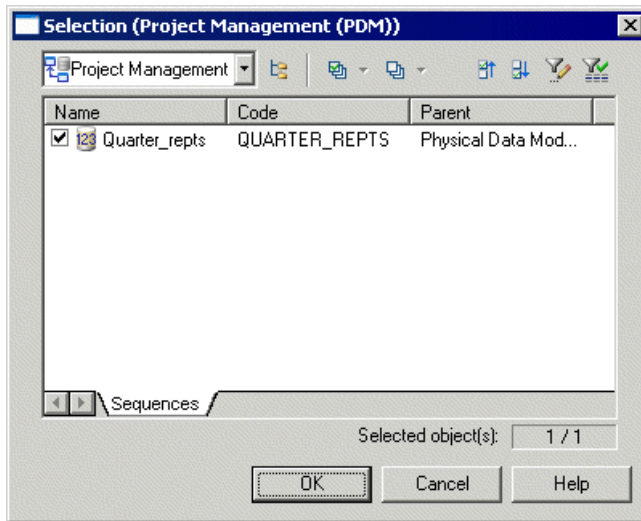 Selection (Project Management (PDM))
Project Management
Name Code Parent
123 Quarter_repts QUARTER_REPTS Physical Data Mod...
Sequences
Selected object(s): 1 / 1
OK Cancel Help